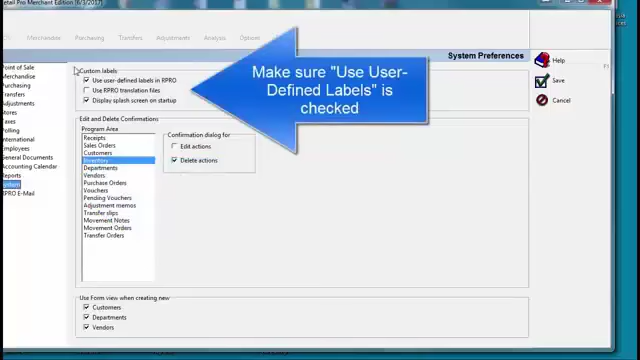 etail Pro Merchant Edition (8/3/2017)
Merchandise Purchasing Transfers Adjustments Analysis Options
System Preferences
Point of Sale
Merchandise
Purchasing
Transfers
Adjustments
Taxes
Polling
International
Employees
General Documents
Accounting Calendar
Reports
ystem
RPRO E-Mail
Custom labels
Use user-defined labels in RPRO
Use RPRO translation files
Display splash screen on startup
Make sure "Use User-
Defined Labels" is
checked
Help
Save
Cancel
Edit and Delete Confirmations
Program Area
Receipts
Sales Orders
Customers
Inventory
Departments
Vendors
Purchase Orders
Vouchers
Pending Vouchers
Adjustment memos
Transfer slips
Movement Notes
Movement Orders
Transfer Orders
Confirmation dialog for
Edit actions
Delete actions
Use Form view when creating new
Customers
Departments
Vendors